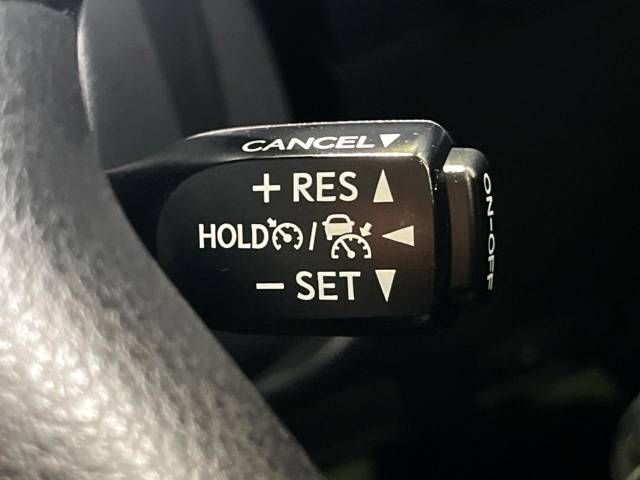 CANCEL▼
+ RES ▲
HOLD / ◀
− SET ▼
ON-OFF